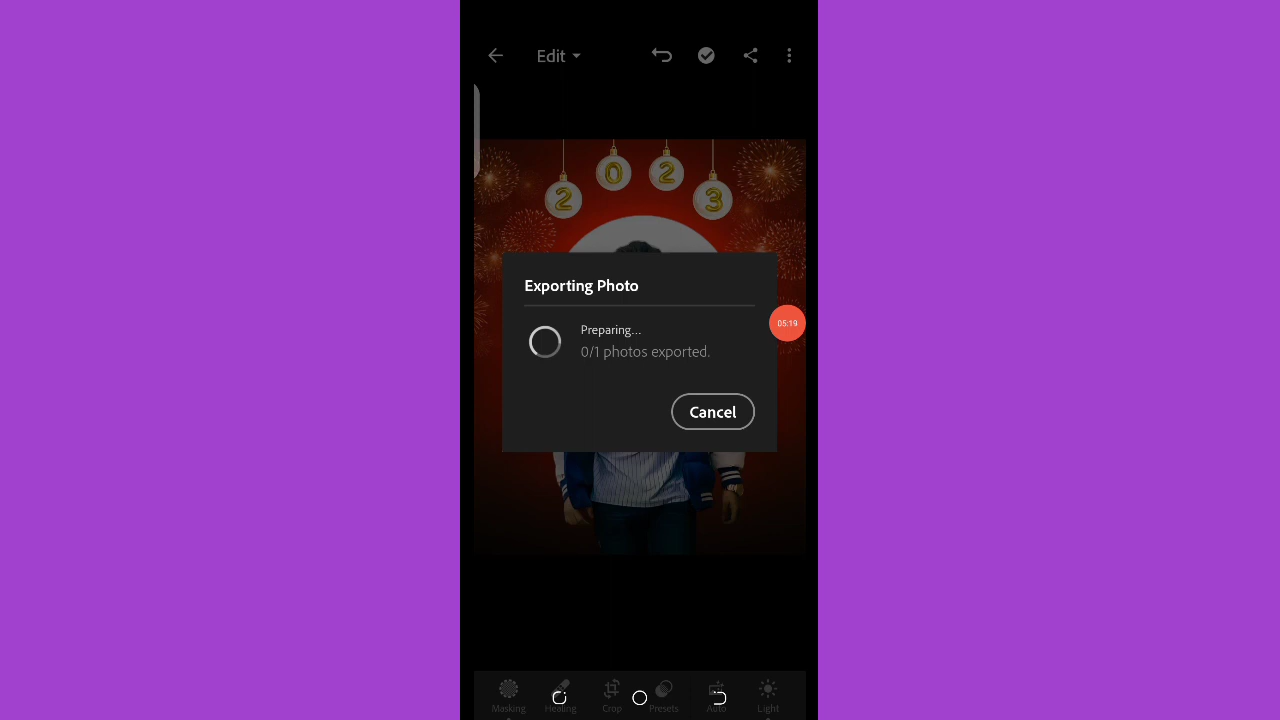 Edit
2 0 2 3
Exporting Photo
Preparing...
0/1 photos exported.
05:19
Cancel
Masking Healing Crop Presets Auto Light